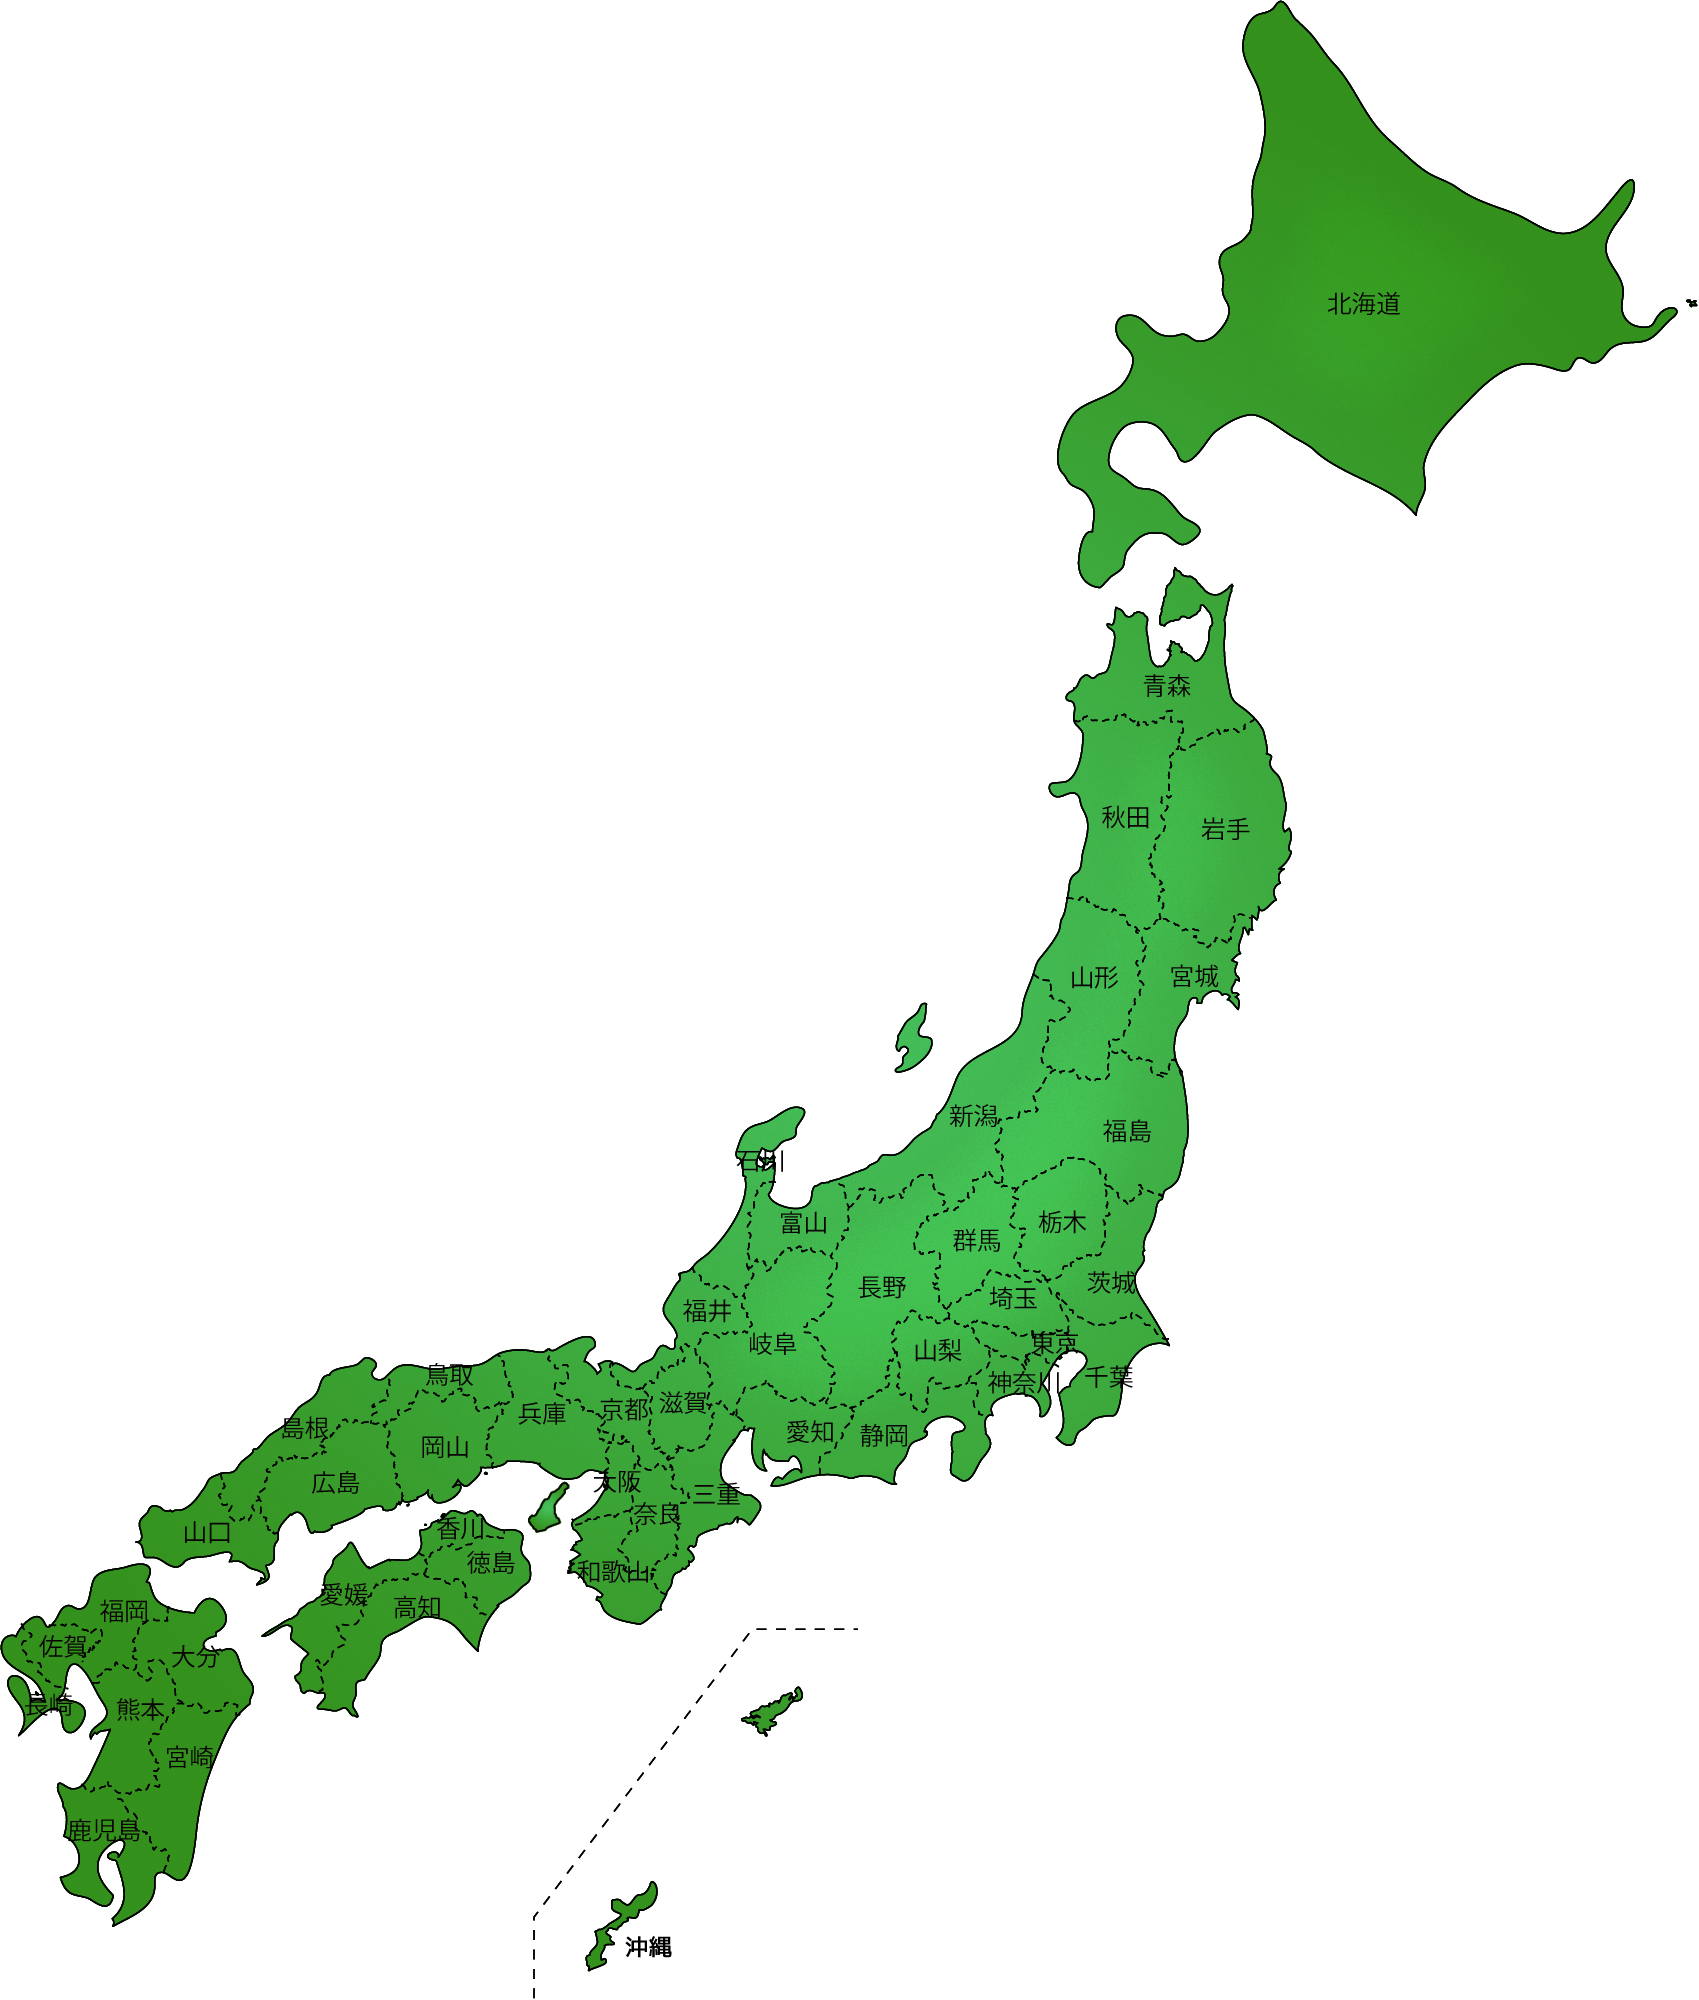 北海道
青森
秋田
岩手
山形
宮城
新潟
福島
石川
富山
栃木
群馬
長野
茨城
埼玉
福井
岐阜
東京
山梨
鳥取
神奈川
千葉
滋賀
京都
兵庫
島根
愛知
静岡
岡山
広島
大阪
三重
奈良
香川
山口
徳島
和歌山
愛媛
高知
福岡
佐賀
大分
長崎
熊本
宮崎
鹿児島
沖縄